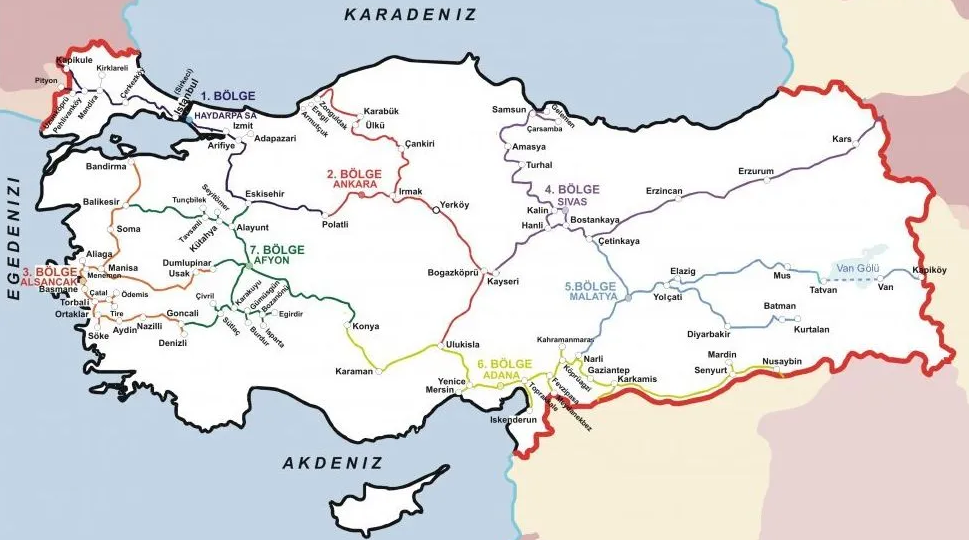 KARADENIZ
EGEDENIZI
AKDENIZ
Kapikule
Kirklareli
Pityon
Uzunköprü
Pehlivanköy
Mandira
Çerkezköy
Istanbul
(Sirkeci)
1. BÖLGE
HAYDARPA SA
Izmit
Adapazari
Arifiye
Bandirma
Balikesir
Soma
Aliaga
Manisa
Menemen
3. BÖLGE
ALSANCAK
Basmane
Torbali
Ortaklar
Çatal
Ödemis
Tire
Söke
Aydin
Nazilli
Denizli
Goncali
Tunçbilek
Seyitömer
Tavsanli
Kütahya
Alayunt
Eskisehir
7. BÖLGE
AFYON
Dumlupinar
Usak
Çivril
Sütlaç
Karakuyu
Gümüsgün
Bozanönü
Egirdir
Burdur
Isparta
Konya
Karaman
Polatli
2. BÖLGE
ANKARA
Zonguldak
Eregli
Armutçuk
Karabük
Ülkü
Çankiri
Irmak
Yerköy
Bogazköprü
Kayseri
Ulukisla
Samsun
Gelemen
Çarsamba
Amasya
Turhal
4. BÖLGE
SIVAS
Kalin
Hanli
Bostankaya
Çetinkaya
Erzincan
Erzurum
Kars
5.BÖLGE
MALATYA
Elazig
Yolçati
Mus
Tatvan
Van Gölü
Van
Kapiköy
Diyarbakir
Batman
Kurtalan
6. BÖLGE
ADANA
Yenice
Mersin
Toprakkale
Iskenderun
Fevzipasa
Meydanekbez
Kahramanmaras
Köprüagzi
Narli
Gaziantep
Karkamis
Mardin
Senyurt
Nusaybin